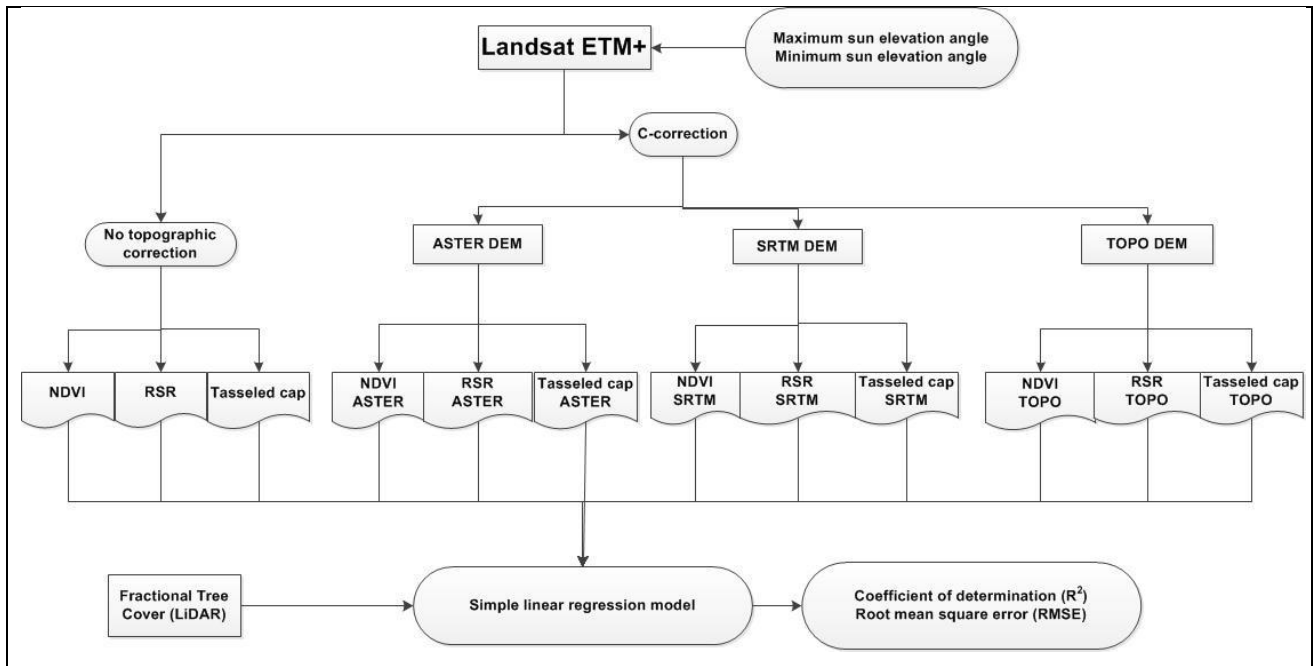 Landsat ETM+
Maximum sun elevation angle
Minimum sun elevation angle
C-correction
No topographic
correction
ASTER DEM
SRTM DEM
TOPO DEM
NDVI
RSR
Tasseled cap
NDVI
ASTER
RSR
ASTER
Tasseled cap
ASTER
NDVI
SRTM
RSR
SRTM
Tasseled cap
SRTM
NDVI
TOPO
RSR
TOPO
Tasseled cap
TOPO
Fractional Tree
Cover (LiDAR)
Simple linear regression model
Coefficient of determination (R²)
Root mean square error (RMSE)